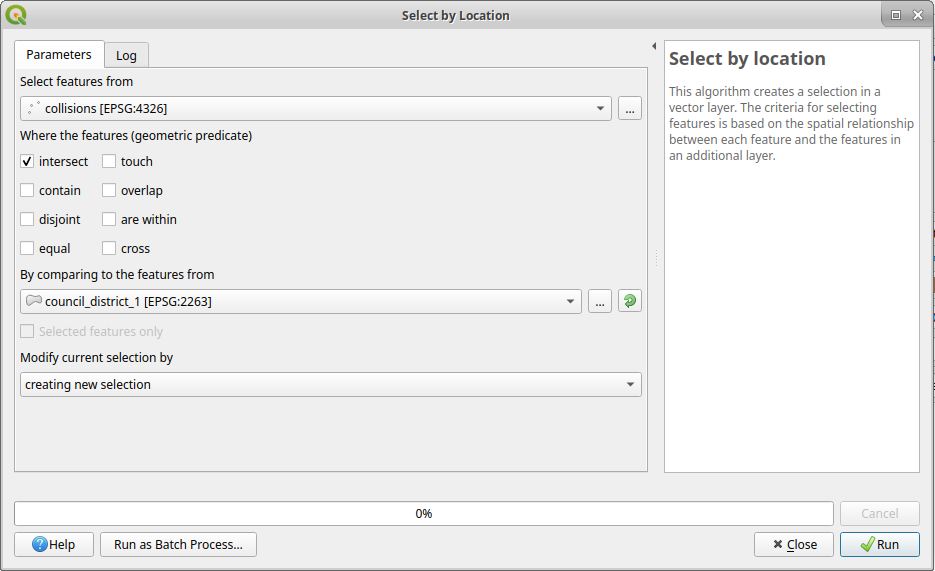 Select by Location
Parameters
Log
Select features from
collisions [EPSG:4326]
...
Where the features (geometric predicate)
intersect
touch
contain
overlap
disjoint
are within
equal
cross
By comparing to the features from
council_district_1 [EPSG:2263]
...
Selected features only
Modify current selection by
creating new selection
Select by location
This algorithm creates a selection in a
vector layer. The criteria for selecting
features is based on the spatial relationship
between each feature and the features in
an additional layer.
0%
Cancel
Help
Run as Batch Process...
Close
Run